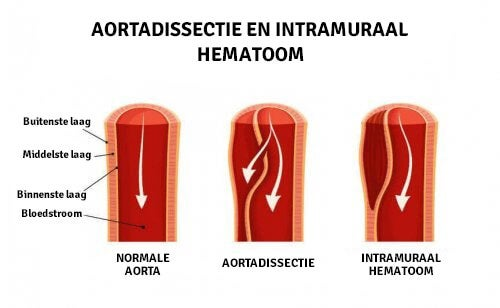 AORTADISSECTIE EN INTRAMURAAL
HEMATOOM
Buitenste laag
Middelste laag
Binnenste laag
Bloedstroom
NORMALE
AORTA
AORTADISSECTIE
INTRAMURAAL
HEMATOOM